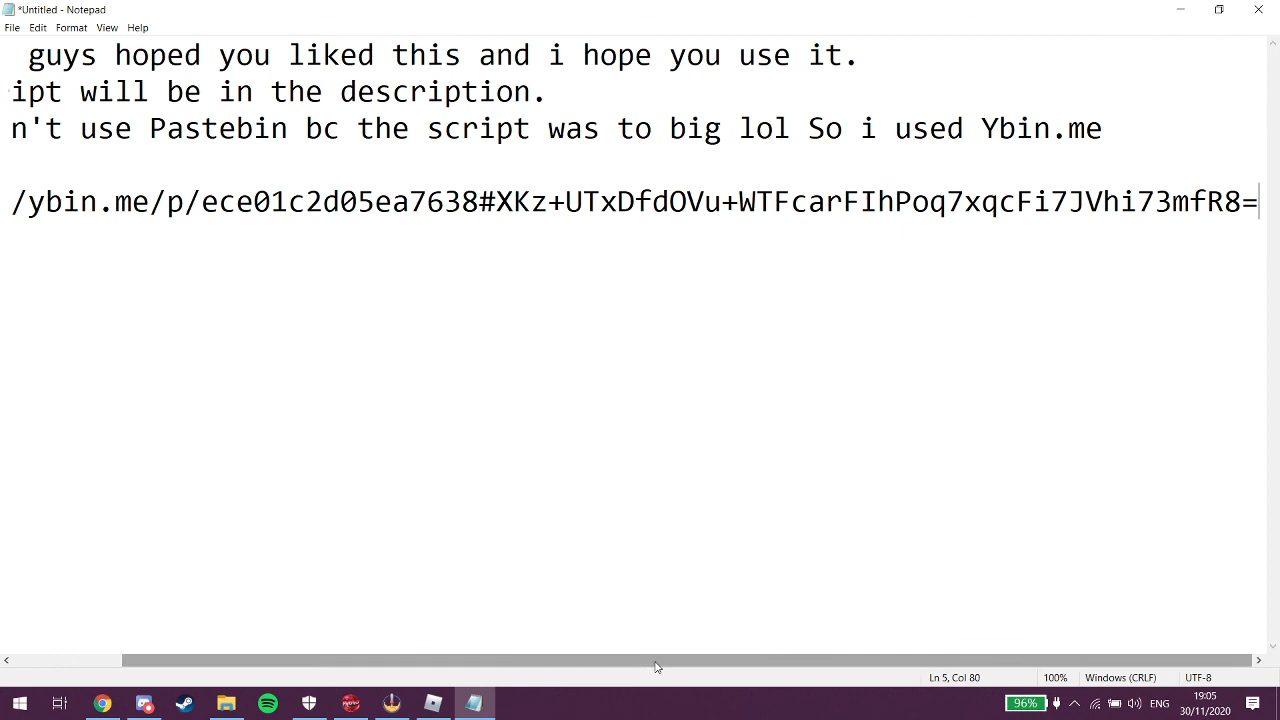 *Untitled - Notepad
File Edit Format View Help
guys hoped you liked this and i hope you use it.
ipt will be in the description.
n't use Pastebin bc the script was to big lol So i used Ybin.me
/ybin.me/p/ece01c2d05ea7638#XKz+UTxDfdOVu+WTFcarFIhPoq7xqcFi7JVhi73mfR8=
Ln 5, Col 80 100% Windows (CRLF) UTF-8
96% ENG 19:05
30/11/2020